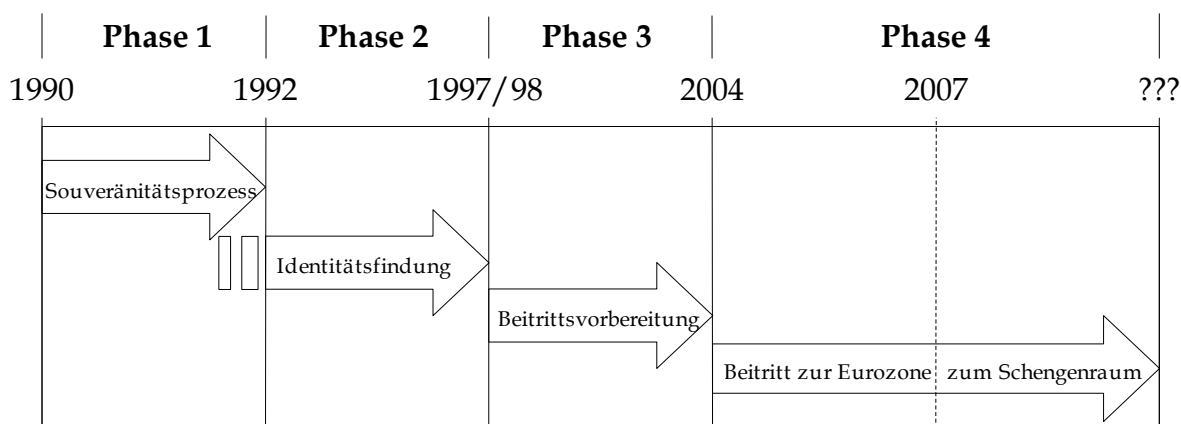 Phase 1 Phase 2 Phase 3 Phase 4
1990 1992 1997/98 2004 2007 ???
Souveränitätsprozess
Identitätsfindung
Beitrittsvorbereitung
Beitritt zur Eurozone zum Schengenraum